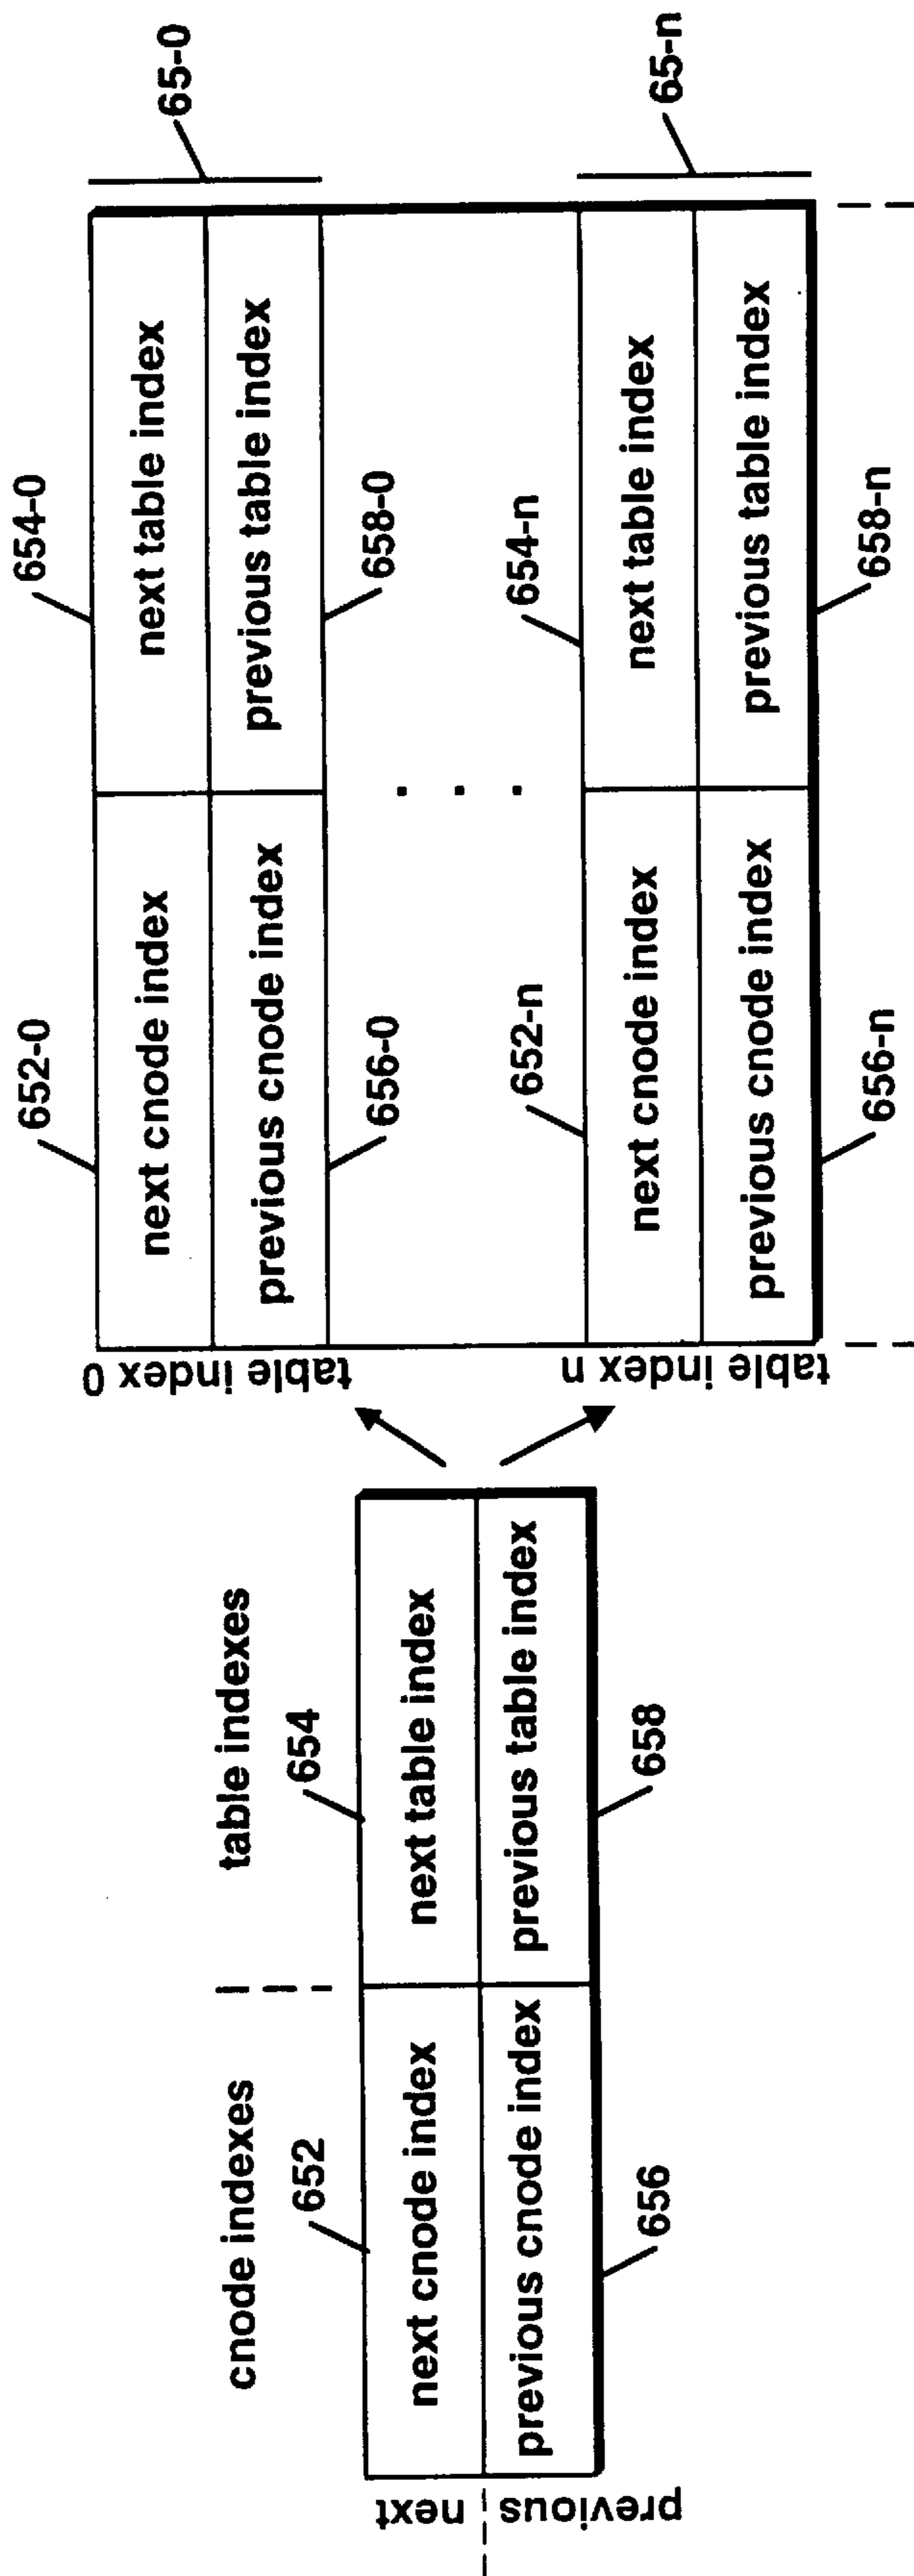 cnode indexes
table indexes
652
654
next
next cnode index
next table index
previous
previous cnode index
previous table index
656
658
652-0
654-0
65-0
table index 0
next cnode index
next table index
previous cnode index
previous table index
656-0
658-0
. . .
652-n
654-n
65-n
table index n
next cnode index
next table index
previous cnode index
previous table index
656-n
658-n